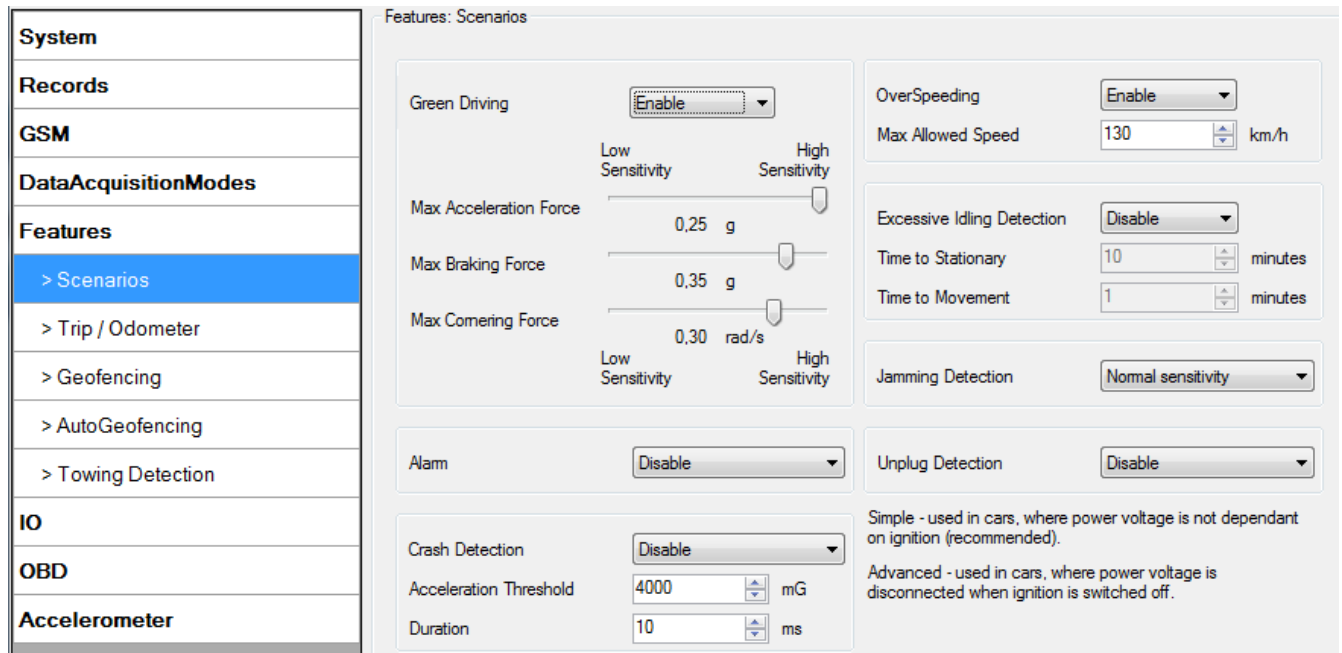 System
Records
GSM
DataAcquisitionModes
Features
> Scenarios
> Trip / Odometer
> Geofencing
> AutoGeofencing
> Towing Detection
IO
OBD
Accelerometer
Features: Scenarios
Green Driving Enable
Low Sensitivity High Sensitivity
Max Acceleration Force
0,25 g
Max Braking Force
0,35 g
Max Cornering Force
0,30 rad/s
Low Sensitivity High Sensitivity
Alarm Disable
Crash Detection Disable
Acceleration Threshold 4000 mG
Duration 10 ms
OverSpeeding Enable
Max Allowed Speed 130 km/h
Excessive Idling Detection Disable
Time to Stationary 10 minutes
Time to Movement 1 minutes
Jamming Detection Normal sensitivity
Unplug Detection Disable
Simple - used in cars, where power voltage is not dependant
on ignition (recommended).
Advanced - used in cars, where power voltage is
disconnected when ignition is switched off.